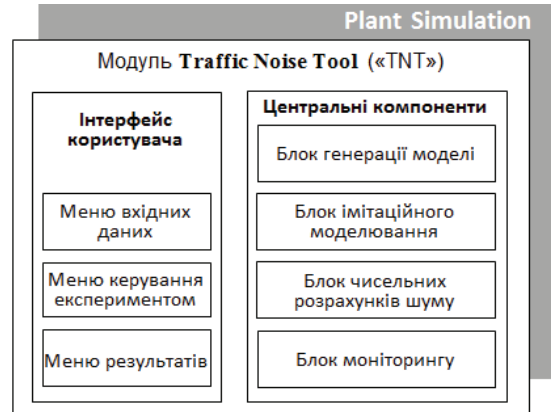 Plant Simulation
Модуль Traffic Noise Tool («TNT»)
Інтерфейс
користувача
Меню вхідних
даних
Меню керування
експериментом
Меню результатів
Центральні компоненти
Блок генерації моделі
Блок імітаційного
моделювання
Блок чисельних
розрахунків шуму
Блок моніторингу